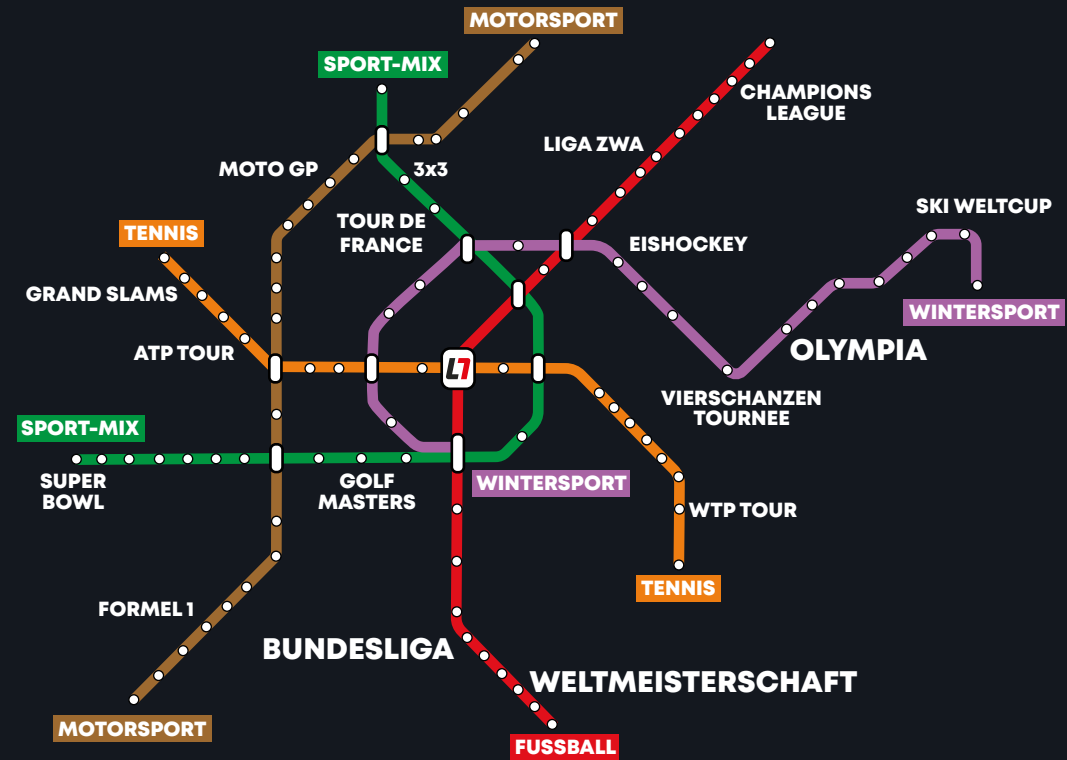 MOTORSPORT
SPORT-MIX
CHAMPIONS
LEAGUE
LIGA ZWA
MOTO GP
3x3
SKI WELTCUP
TOUR DE
FRANCE
TENNIS
EISHOCKEY
GRAND SLAMS
WINTERSPORT
ATP TOUR
OLYMPIA
L7
VIERSCHANZEN
TOURNEE
SPORT-MIX
SUPER
BOWL
GOLF
MASTERS
WINTERSPORT
WTP TOUR
TENNIS
FORMEL 1
BUNDESLIGA
WELTMEISTERSCHAFT
MOTORSPORT
FUSSBALL